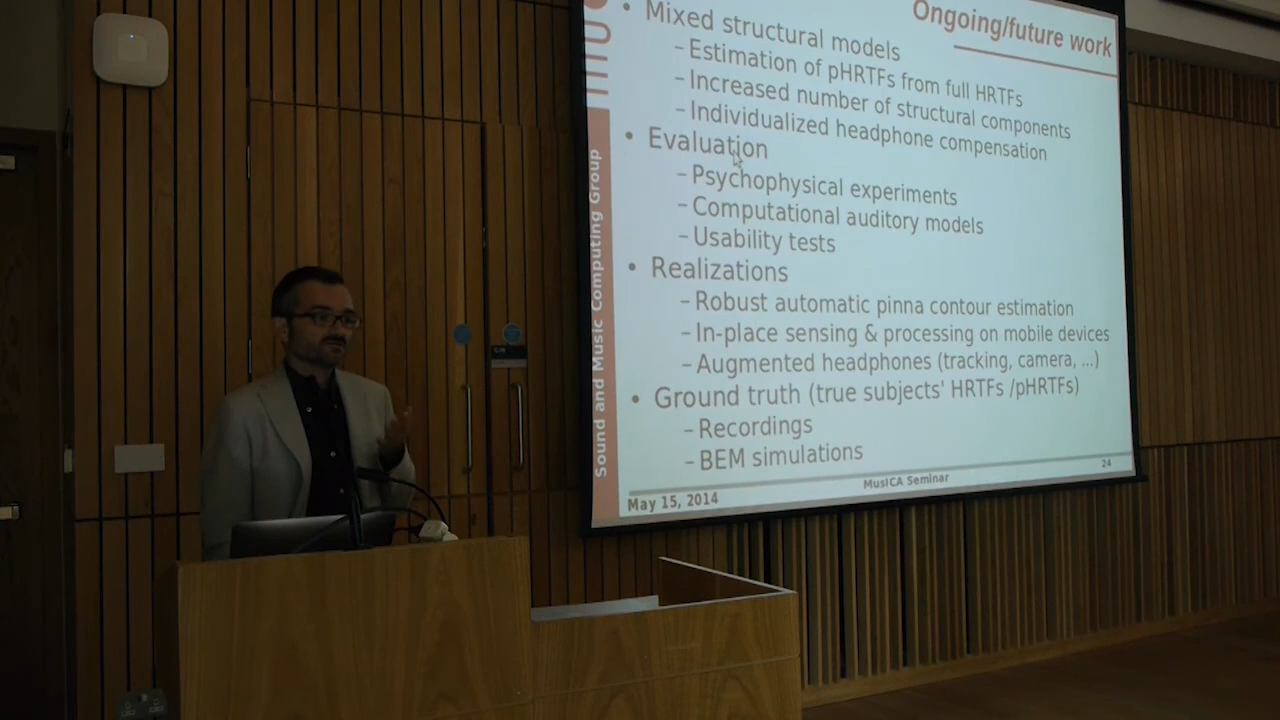 Ongoing/future work
• Mixed structural models
– Estimation of pHRTFs from full HRTFs
– Increased number of structural components
– Individualized headphone compensation
• Evaluation
– Psychophysical experiments
– Computational auditory models
– Usability tests
• Realizations
– Robust automatic pinna contour estimation
– In-place sensing & processing on mobile devices
– Augmented headphones (tracking, camera, ...)
• Ground truth (true subjects' HRTFs /pHRTFs)
– Recordings
– BEM simulations
Sound and Music Computing Group
May 15, 2014
MusICA Seminar
24